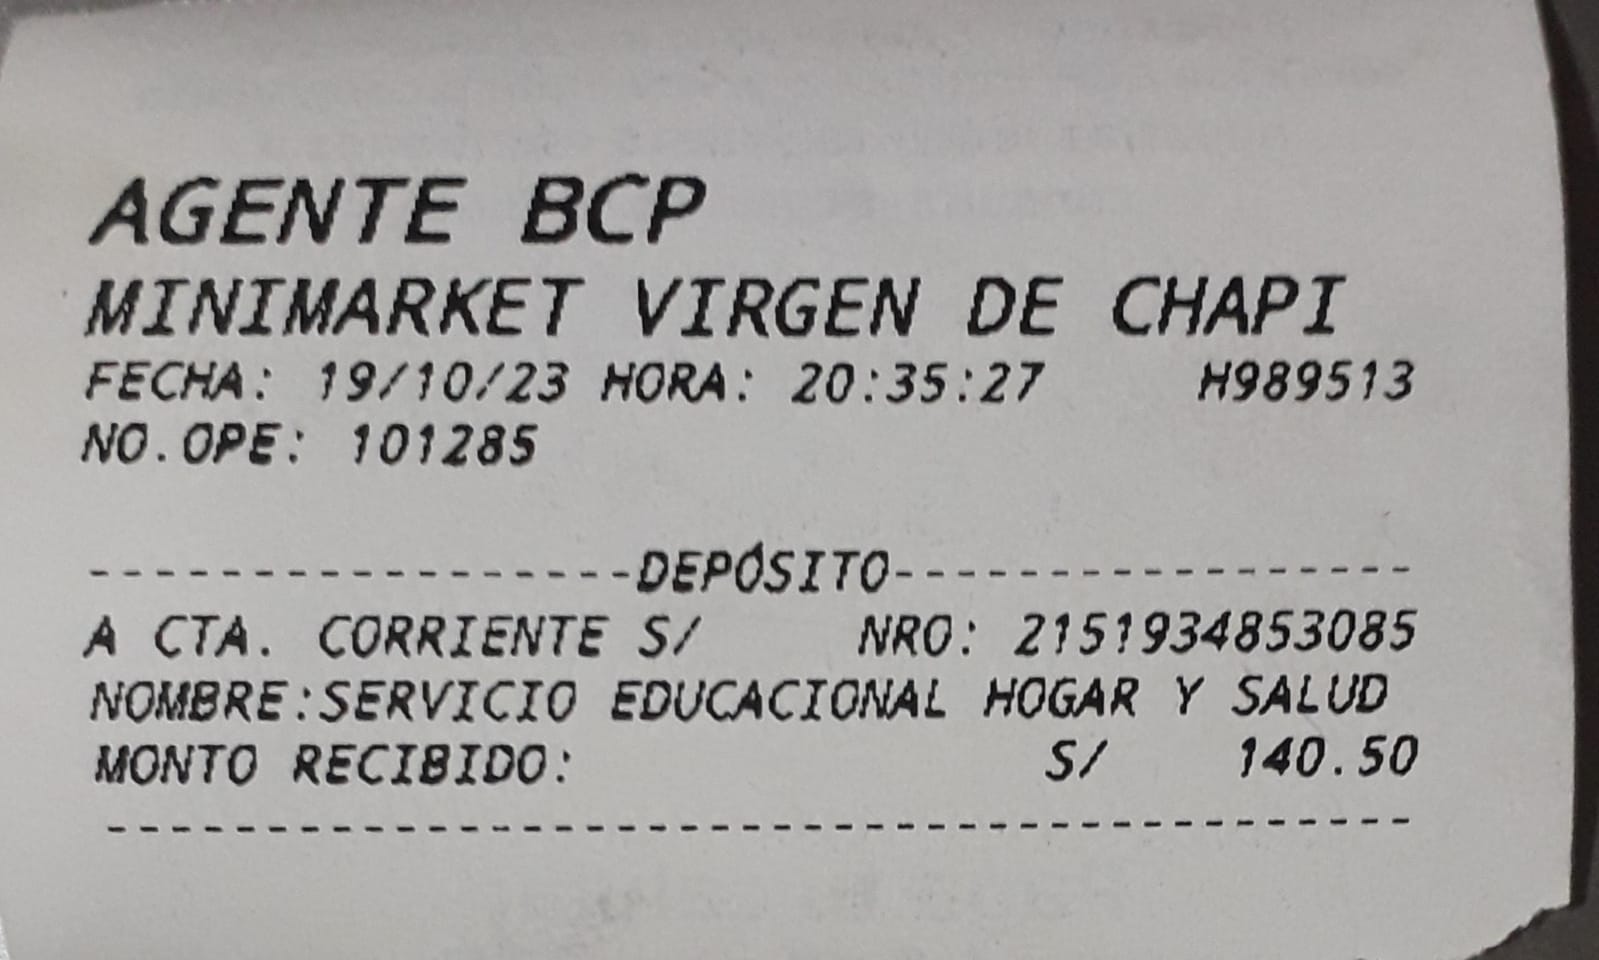 AGENTE BCP
MINIMARKET VIRGEN DE CHAPI
FECHA: 19/10/23 HORA: 20:35:27 H989513
NO.OPE: 101285
------------------DEPÓSITO-----------------
A CTA. CORRIENTE S/ NRO: 2151934853085
NOMBRE:SERVICIO EDUCACIONAL HOGAR Y SALUD
MONTO RECIBIDO: S/ 140.50
------------------------------------------